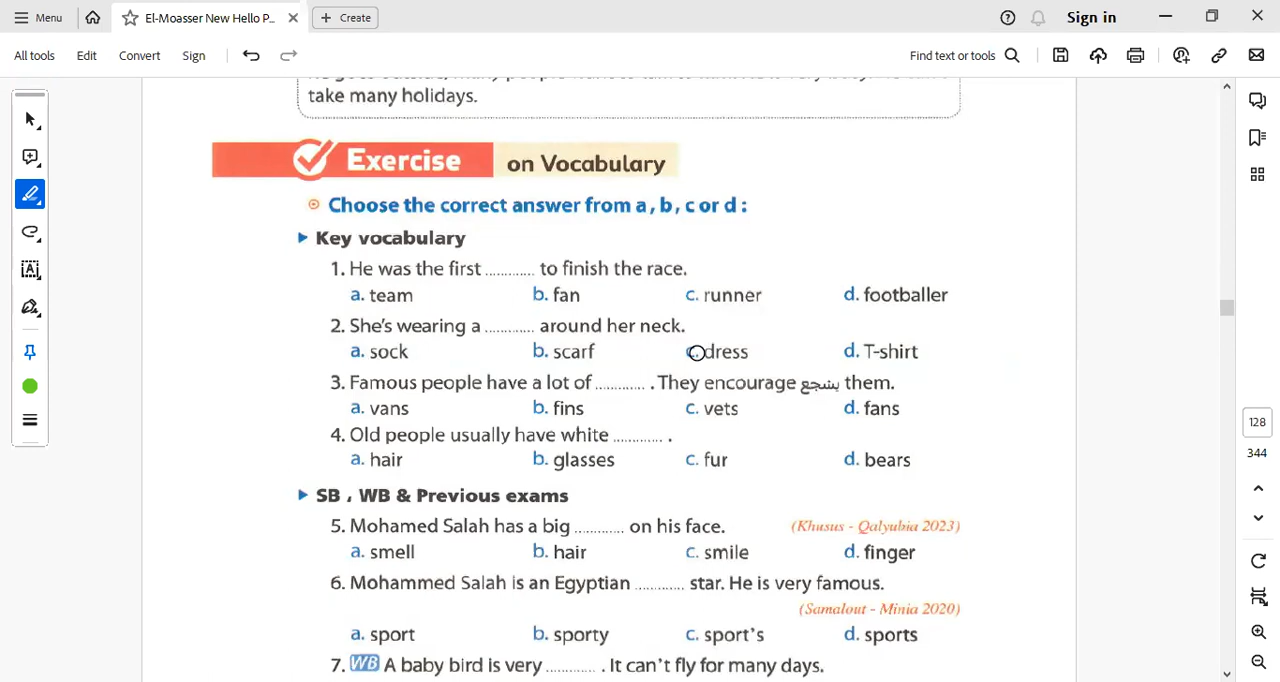 Menu
El-Moasser New Hello P...
Create
Sign in
All tools
Edit
Convert
Sign
Find text or tools
take many holidays.
Exercise on Vocabulary
Choose the correct answer from a, b, c or d :
Key vocabulary
1. He was the first ............ to finish the race.
a. team b. fan c. runner d. footballer
2. She's wearing a ............ around her neck.
a. sock b. scarf c. dress d. T-shirt
3. Famous people have a lot of ............ . They encourage يشجع them.
a. vans b. fins c. vets d. fans
4. Old people usually have white ............ .
a. hair b. glasses c. fur d. bears
SB , WB & Previous exams
5. Mohamed Salah has a big ............ on his face. (Khusus - Qalyubia 2023)
a. smell b. hair c. smile d. finger
6. Mohammed Salah is an Egyptian ............ star. He is very famous.
(Samalout - Minia 2020)
a. sport b. sporty c. sport's d. sports
7. WB A baby bird is very ............ . It can't fly for many days.
128
344